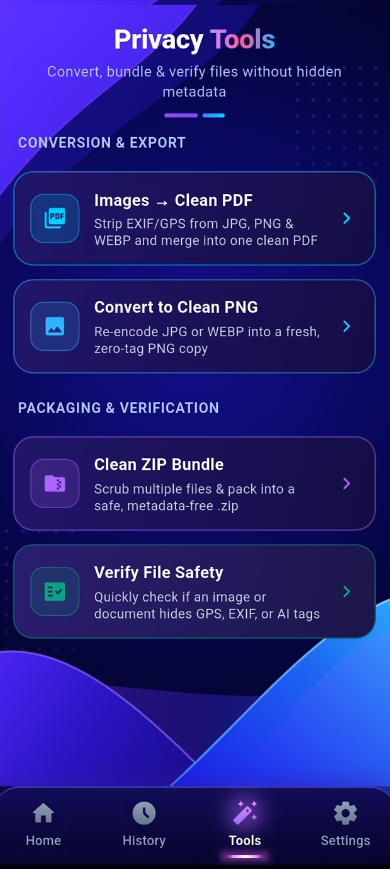 Privacy Tools
Convert, bundle & verify files without hidden
metadata
CONVERSION & EXPORT
PDF
Images → Clean PDF
Strip EXIF/GPS from JPG, PNG &
WEBP and merge into one clean PDF
Convert to Clean PNG
Re-encode JPG or WEBP into a fresh,
zero-tag PNG copy
PACKAGING & VERIFICATION
Clean ZIP Bundle
Scrub multiple files & pack into a
safe, metadata-free .zip
Verify File Safety
Quickly check if an image or
document hides GPS, EXIF, or AI tags
Home History Tools Settings